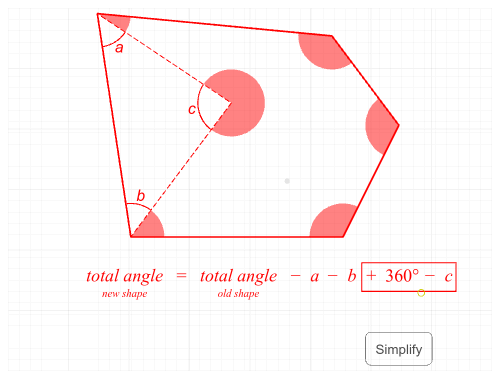 a
c
b
total angle = total angle − a − b + 360° − c
new shape old shape
Simplify